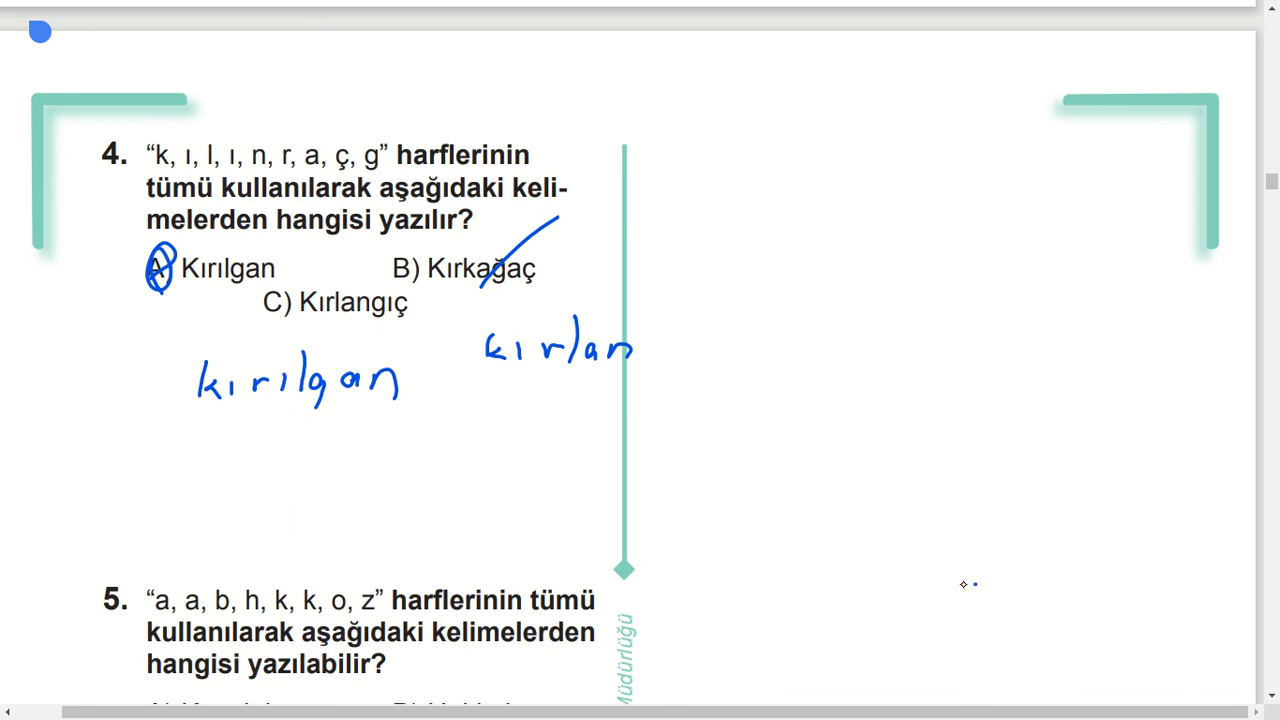 4. “k, ı, l, ı, n, r, a, ç, g” harflerinin
tümü kullanılarak aşağıdaki keli-
melerden hangisi yazılır?
A) Kırılgan B) Kırkağaç
C) Kırlangıç
kırlan
kırılgan
5. “a, a, b, h, k, k, o, z” harflerinin tümü
kullanılarak aşağıdaki kelimelerden
hangisi yazılabilir?
Müdürlüğü